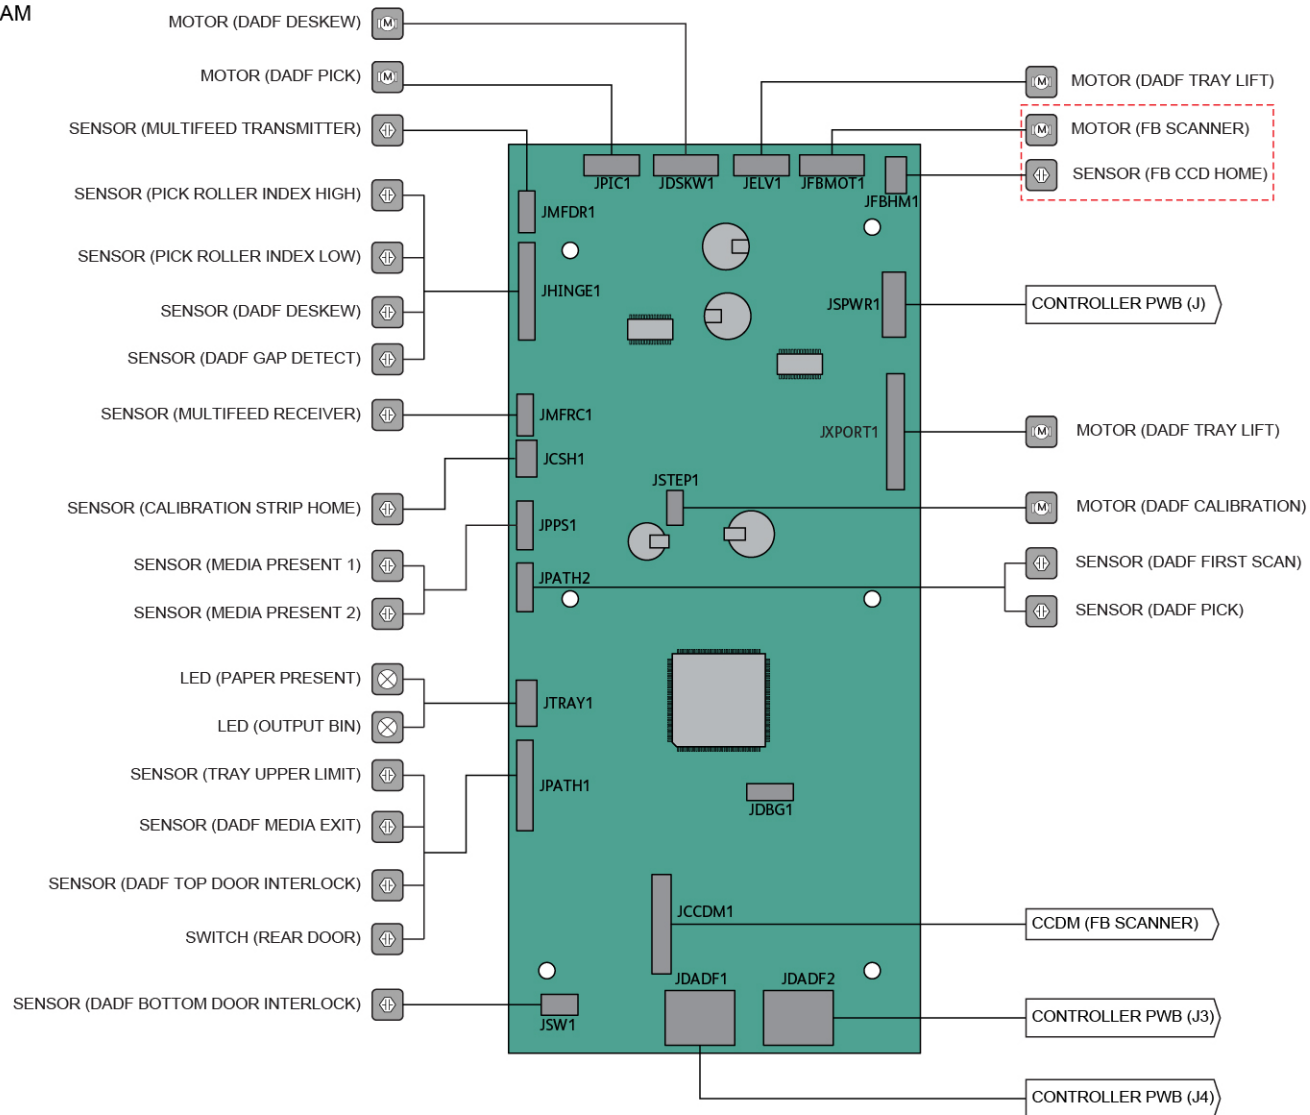 AM
MOTOR (DADF DESKEW)
MOTOR (DADF PICK)
SENSOR (MULTIFEED TRANSMITTER)
SENSOR (PICK ROLLER INDEX HIGH)
SENSOR (PICK ROLLER INDEX LOW)
SENSOR (DADF DESKEW)
SENSOR (DADF GAP DETECT)
SENSOR (MULTIFEED RECEIVER)
SENSOR (CALIBRATION STRIP HOME)
SENSOR (MEDIA PRESENT 1)
SENSOR (MEDIA PRESENT 2)
LED (PAPER PRESENT)
LED (OUTPUT BIN)
SENSOR (TRAY UPPER LIMIT)
SENSOR (DADF MEDIA EXIT)
SENSOR (DADF TOP DOOR INTERLOCK)
SWITCH (REAR DOOR)
SENSOR (DADF BOTTOM DOOR INTERLOCK)
M
M
JPIC1
JDSKW1
JELV1
JFBMOT1
JFBHM1
JMFDR1
JHINGE1
JSPWR1
JMFRC1
JXPORT1
JCSH1
JSTEP1
JPPS1
JPATH2
JTRAY1
JPATH1
JDBG1
JCCDM1
JDADF1
JDADF2
JSW1
M
MOTOR (DADF TRAY LIFT)
M
MOTOR (FB SCANNER)
SENSOR (FB CCD HOME)
CONTROLLER PWB (J)
M
MOTOR (DADF TRAY LIFT)
M
MOTOR (DADF CALIBRATION)
SENSOR (DADF FIRST SCAN)
SENSOR (DADF PICK)
CCDM (FB SCANNER)
CONTROLLER PWB (J3)
CONTROLLER PWB (J4)